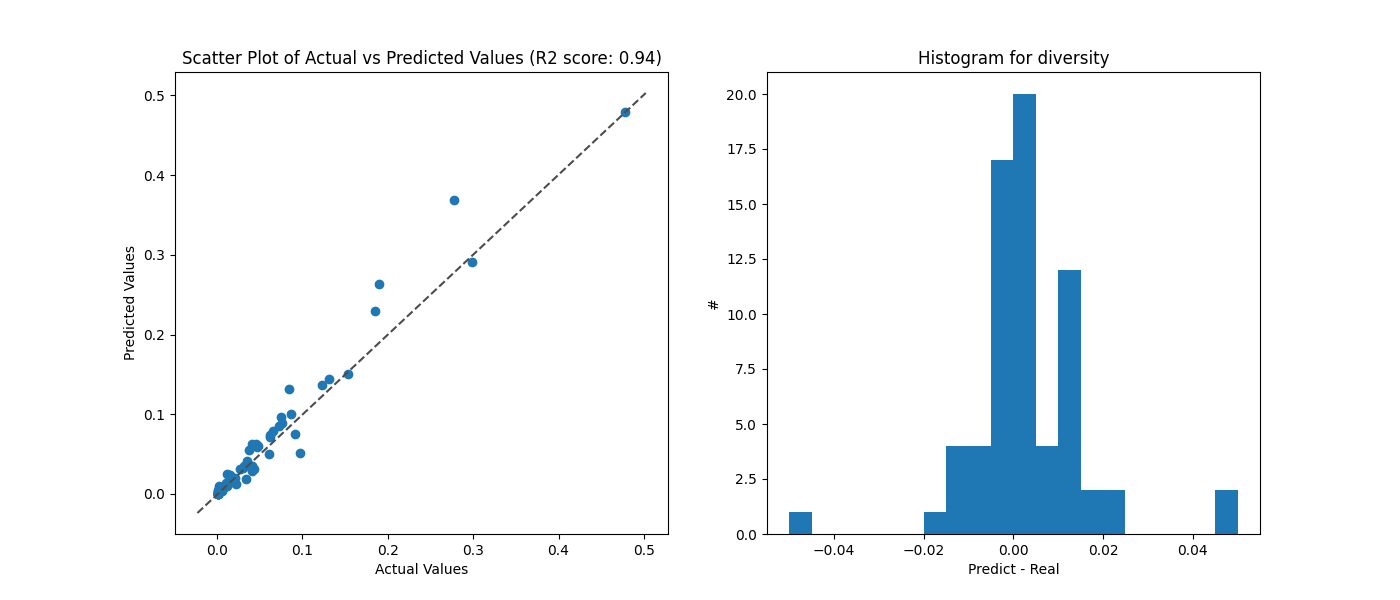 Scatter Plot of Actual vs Predicted Values (R2 score: 0.94)
0.5
0.4
0.3
0.2
0.1
0.0
Predicted Values
0.0 0.1 0.2 0.3 0.4 0.5
Actual Values
Histogram for diversity
20.0
17.5
15.0
12.5
10.0
7.5
5.0
2.5
0.0
#
−0.04 −0.02 0.00 0.02 0.04
Predict - Real